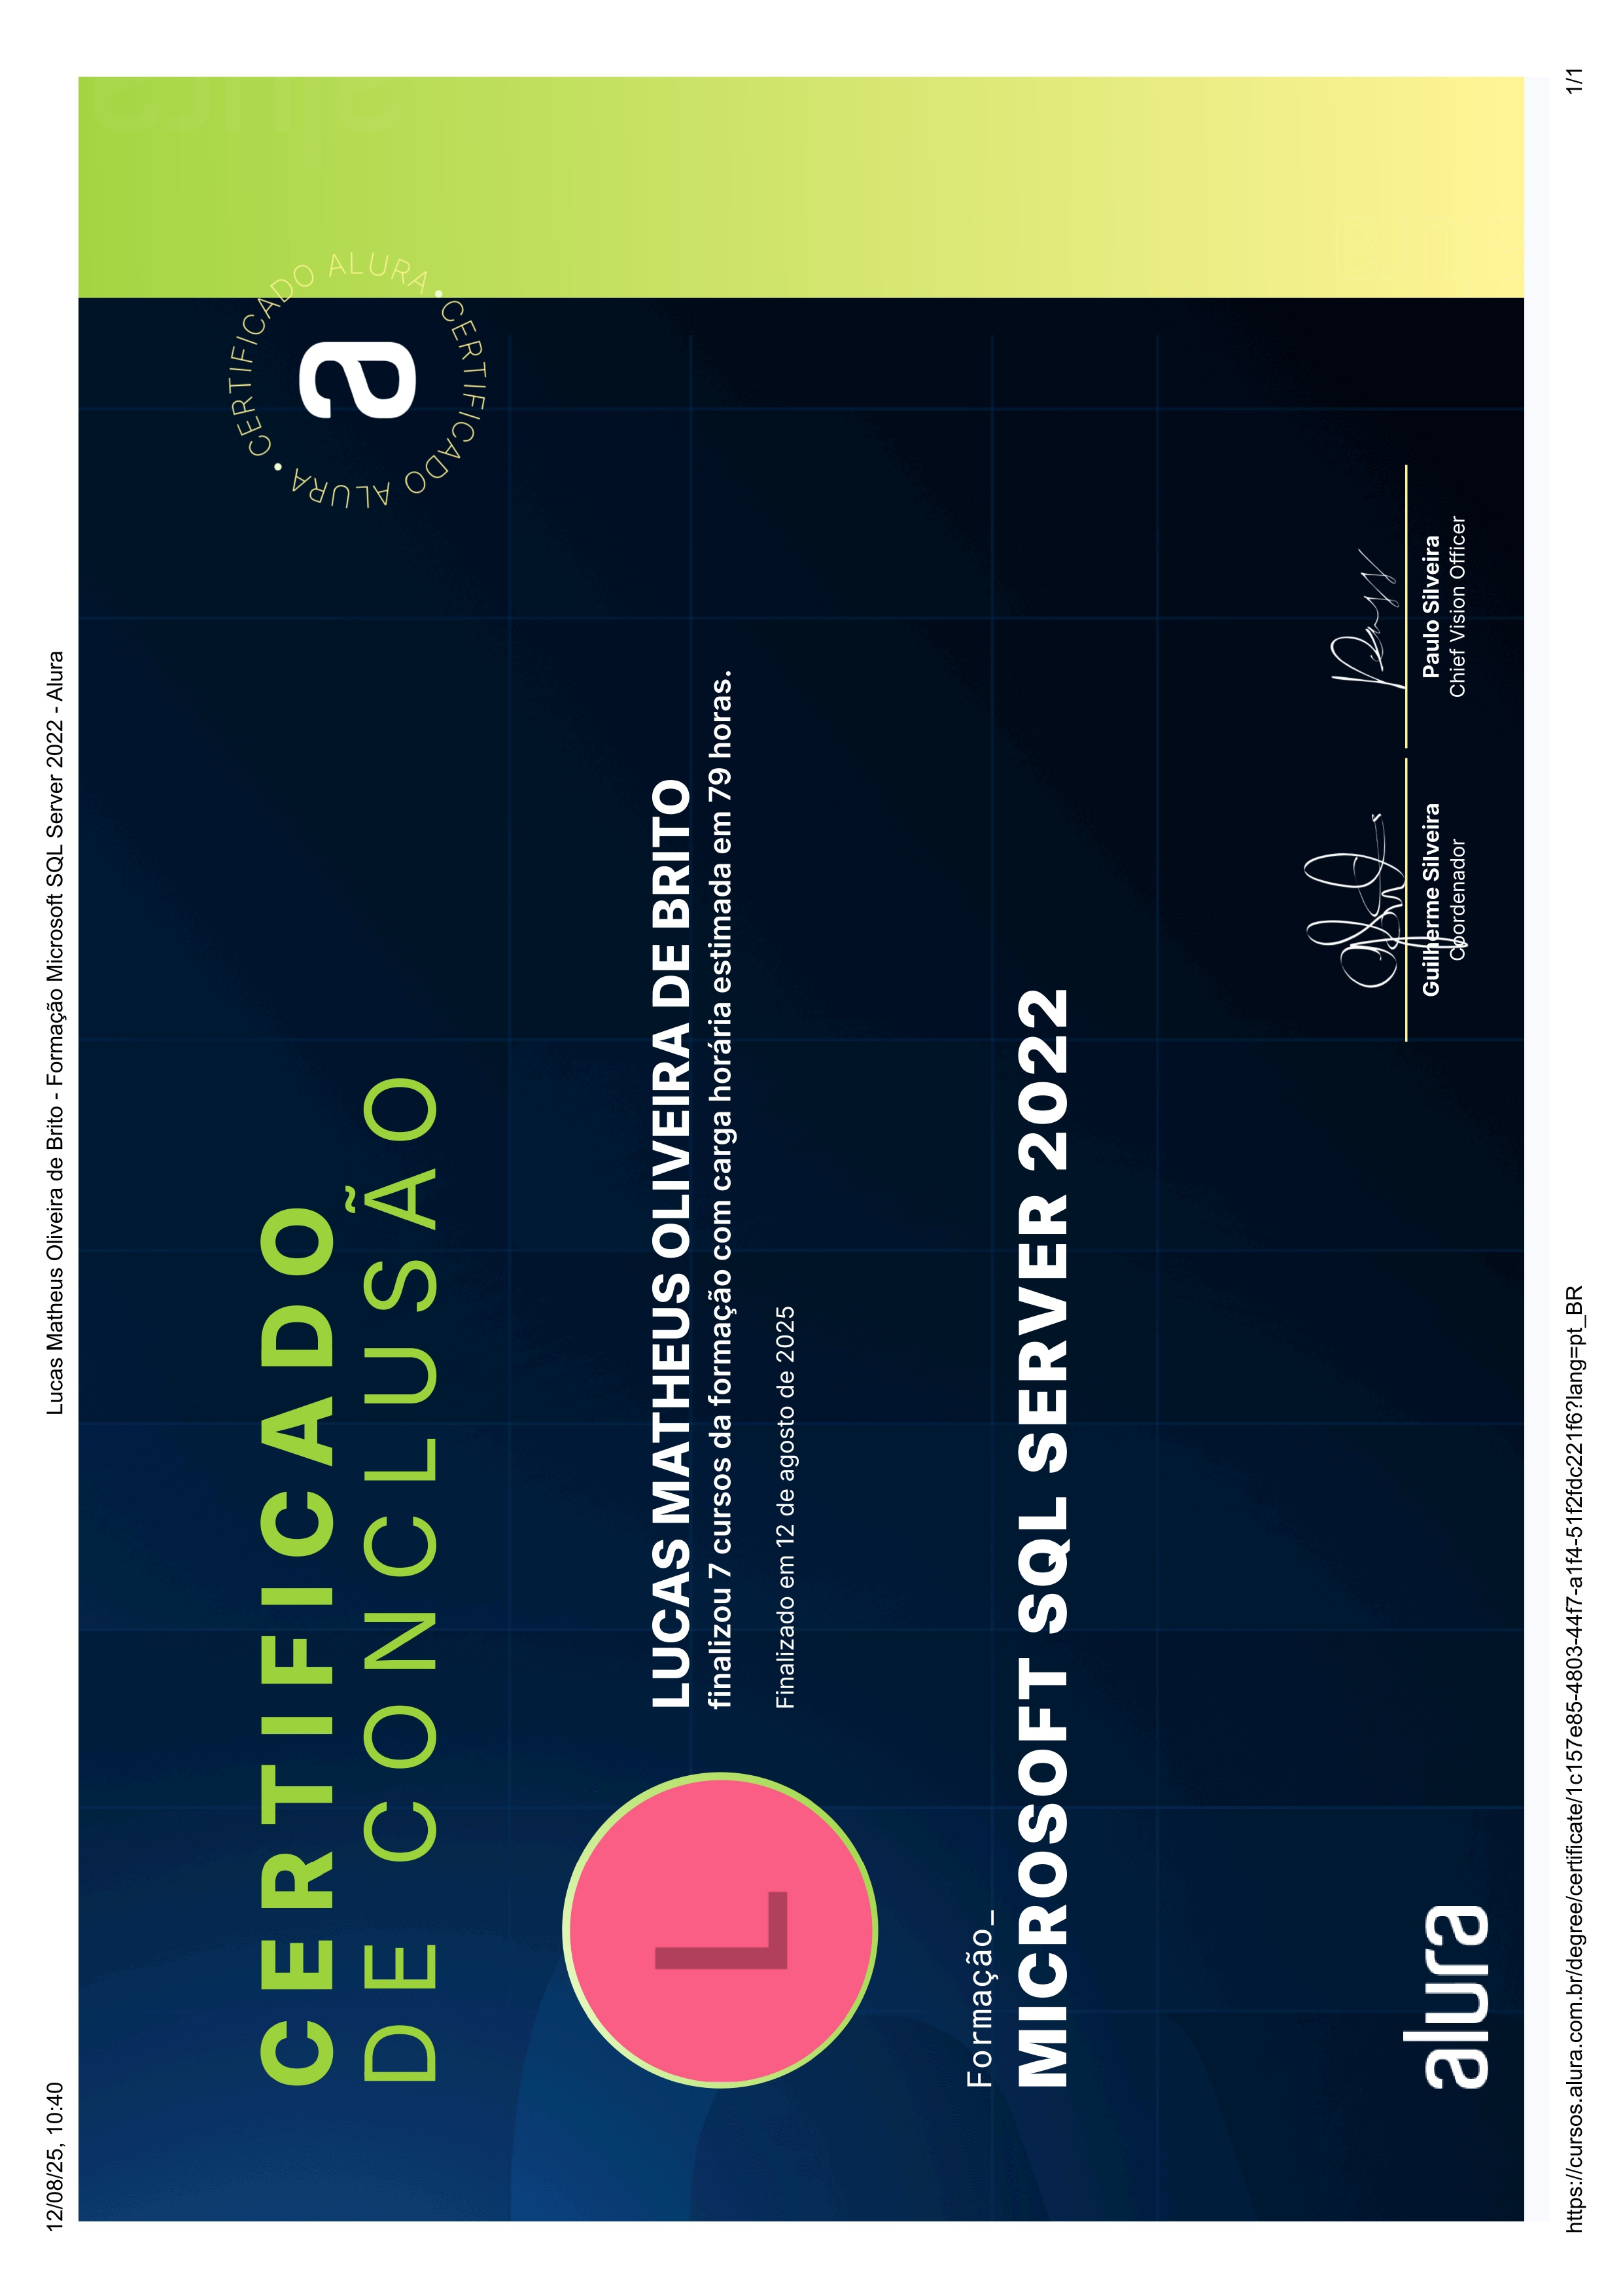 12/08/25, 10:40
Lucas Matheus Oliveira de Brito - Formação Microsoft SQL Server 2022 - Alura
CERTIFICADO
DE CONCLUSÃO
a
CERTIFICADO ALURA • CERTIFICADO ALURA •
L
LUCAS MATHEUS OLIVEIRA DE BRITO
finalizou 7 cursos da formação com carga horária estimada em 79 horas.
Finalizado em 12 de agosto de 2025
Formação_
MICROSOFT SQL SERVER 2022
alura
Guilherme Silveira
Coordenador
Paulo Silveira
Chief Vision Officer
https://cursos.alura.com.br/degree/certificate/1c157e85-4803-44f7-a1f4-51f2fdc221f6?lang=pt_BR
1/1